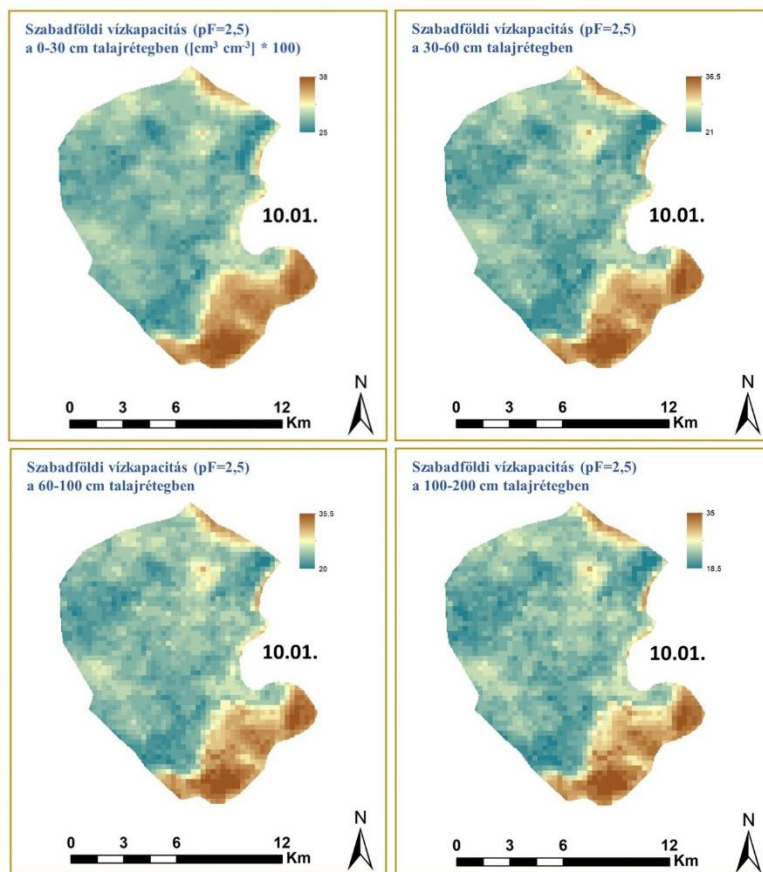 Szabadföldi vízkapacitás (pF=2,5)
a 0-30 cm talajrétegben ([cm³ cm⁻³] * 100)
38
25
10.01.
N
0 3 6 12
Km
Szabadföldi vízkapacitás (pF=2,5)
a 30-60 cm talajrétegben
36,5
21
10.01.
N
0 3 6 12
Km
Szabadföldi vízkapacitás (pF=2,5)
a 60-100 cm talajrétegben
35,5
20
10.01.
N
0 3 6 12
Km
Szabadföldi vízkapacitás (pF=2,5)
a 100-200 cm talajrétegben
35
18,5
10.01.
N
0 3 6 12
Km